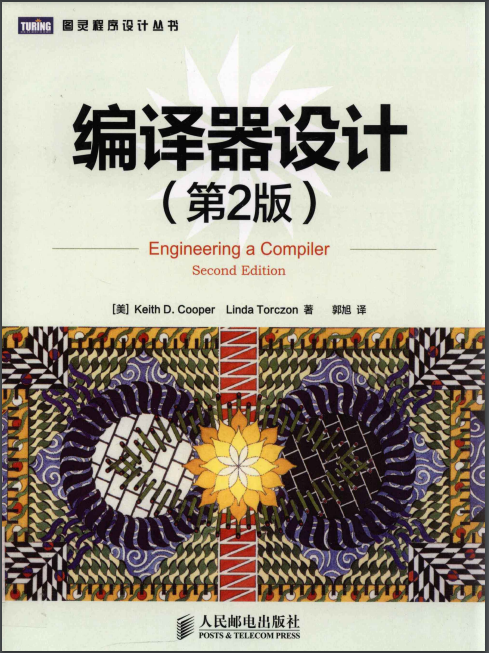 TURING 图灵程序设计丛书
编译器设计
（第2版）
Engineering a Compiler
Second Edition
[美] Keith D. Cooper Linda Torczon 著 郭旭 译
人民邮电出版社
POSTS & TELECOM PRESS